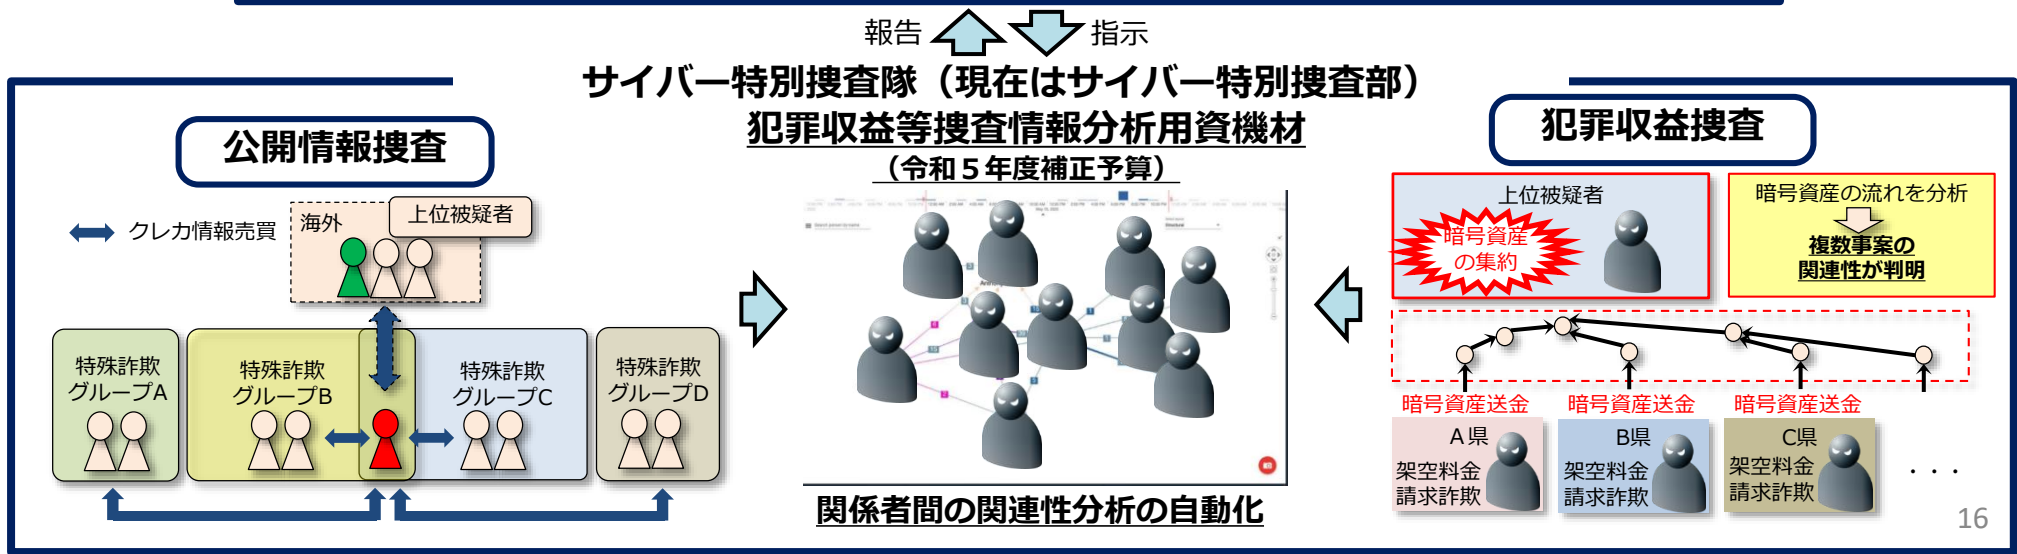 報告
指示
サイバー特別捜査隊（現在はサイバー特別捜査部）
公開情報捜査
クレカ情報売買
海外
上位被疑者
特殊詐欺
グループA
特殊詐欺
グループB
特殊詐欺
グループC
特殊詐欺
グループD
犯罪収益等捜査情報分析用資機材
（令和５年度補正予算）
関係者間の関連性分析の自動化
犯罪収益捜査
上位被疑者
暗号資産
の集約
暗号資産の流れを分析
複数事案の
関連性が判明
暗号資産送金
暗号資産送金
暗号資産送金
A県
架空料金
請求詐欺
B県
架空料金
請求詐欺
C県
架空料金
請求詐欺
・・・
16